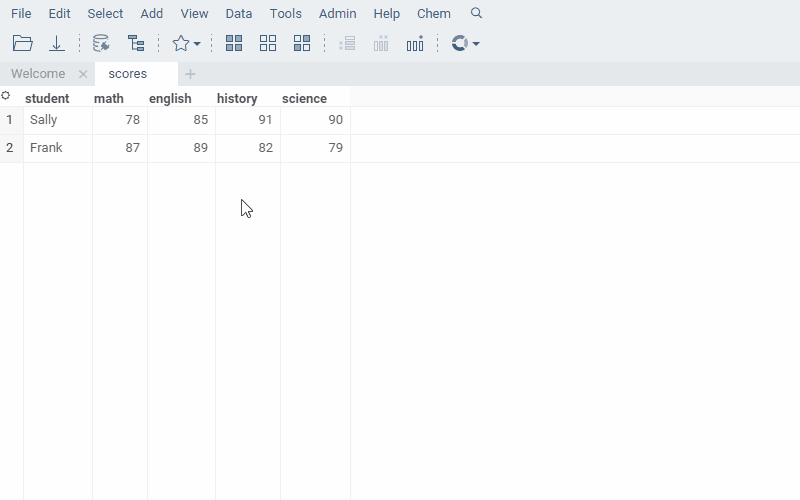 File Edit Select Add View Data Tools Admin Help Chem
Welcome scores
student math english history science
1 Sally 78 85 91 90
2 Frank 87 89 82 79